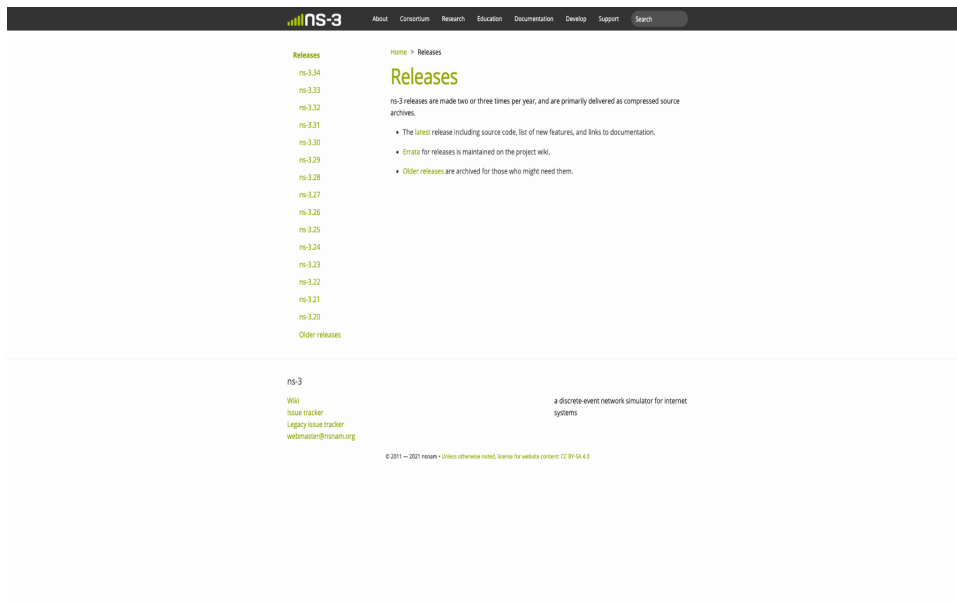 ns-3 About Consortium Research Education Documentation Develop Support Search
Releases
ns-3.34
ns-3.33
ns-3.32
ns-3.31
ns-3.30
ns-3.29
ns-3.28
ns-3.27
ns-3.26
ns-3.25
ns-3.24
ns-3.23
ns-3.22
ns-3.21
ns-3.20
Older releases
Home > Releases
Releases
ns-3 releases are made two or three times per year, and are primarily delivered as compressed source
archives.
• The latest release including source code, list of new features, and links to documentation.
• Errata for releases is maintained on the project wiki.
• Older releases are archived for those who might need them.
ns-3
Wiki
Issue tracker
Legacy issue tracker
webmaster@nsnam.org
a discrete-event network simulator for internet
systems
© 2011 — 2021 nsnam • Unless otherwise noted, license for website content: CC BY-SA 4.0